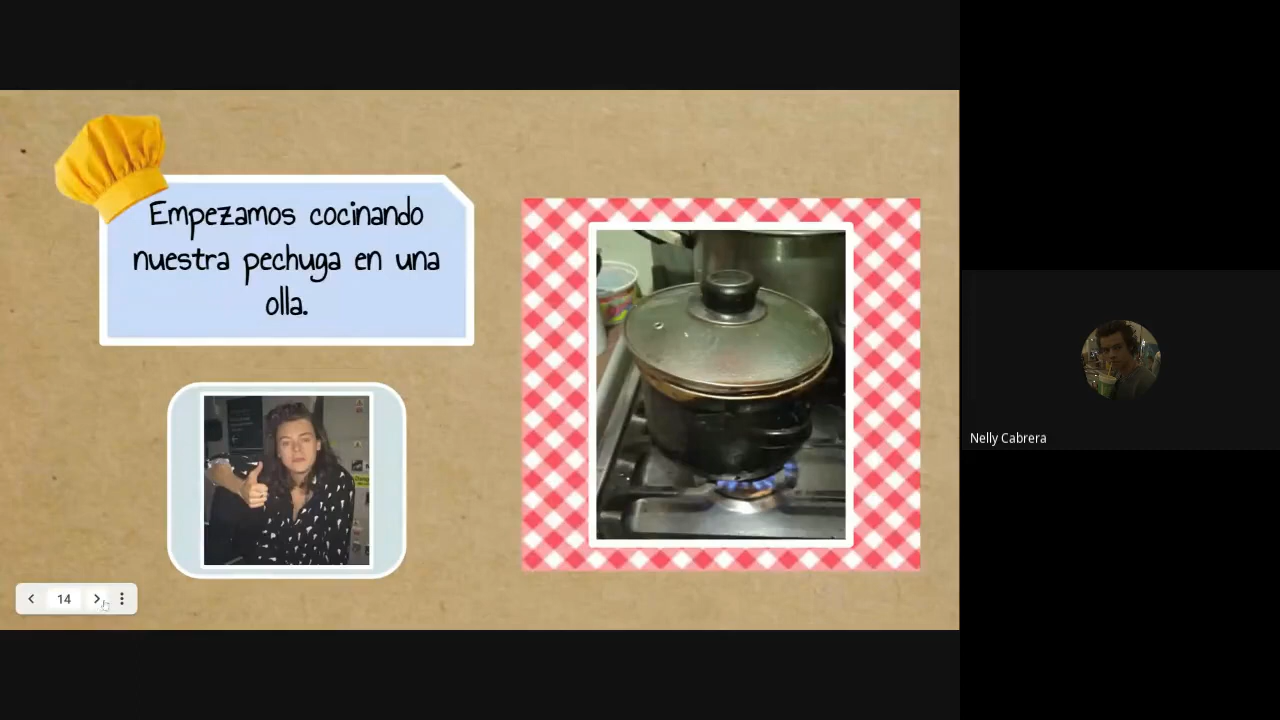 Empezamos cocinando
nuestra pechuga en una
olla.
14
Nelly Cabrera